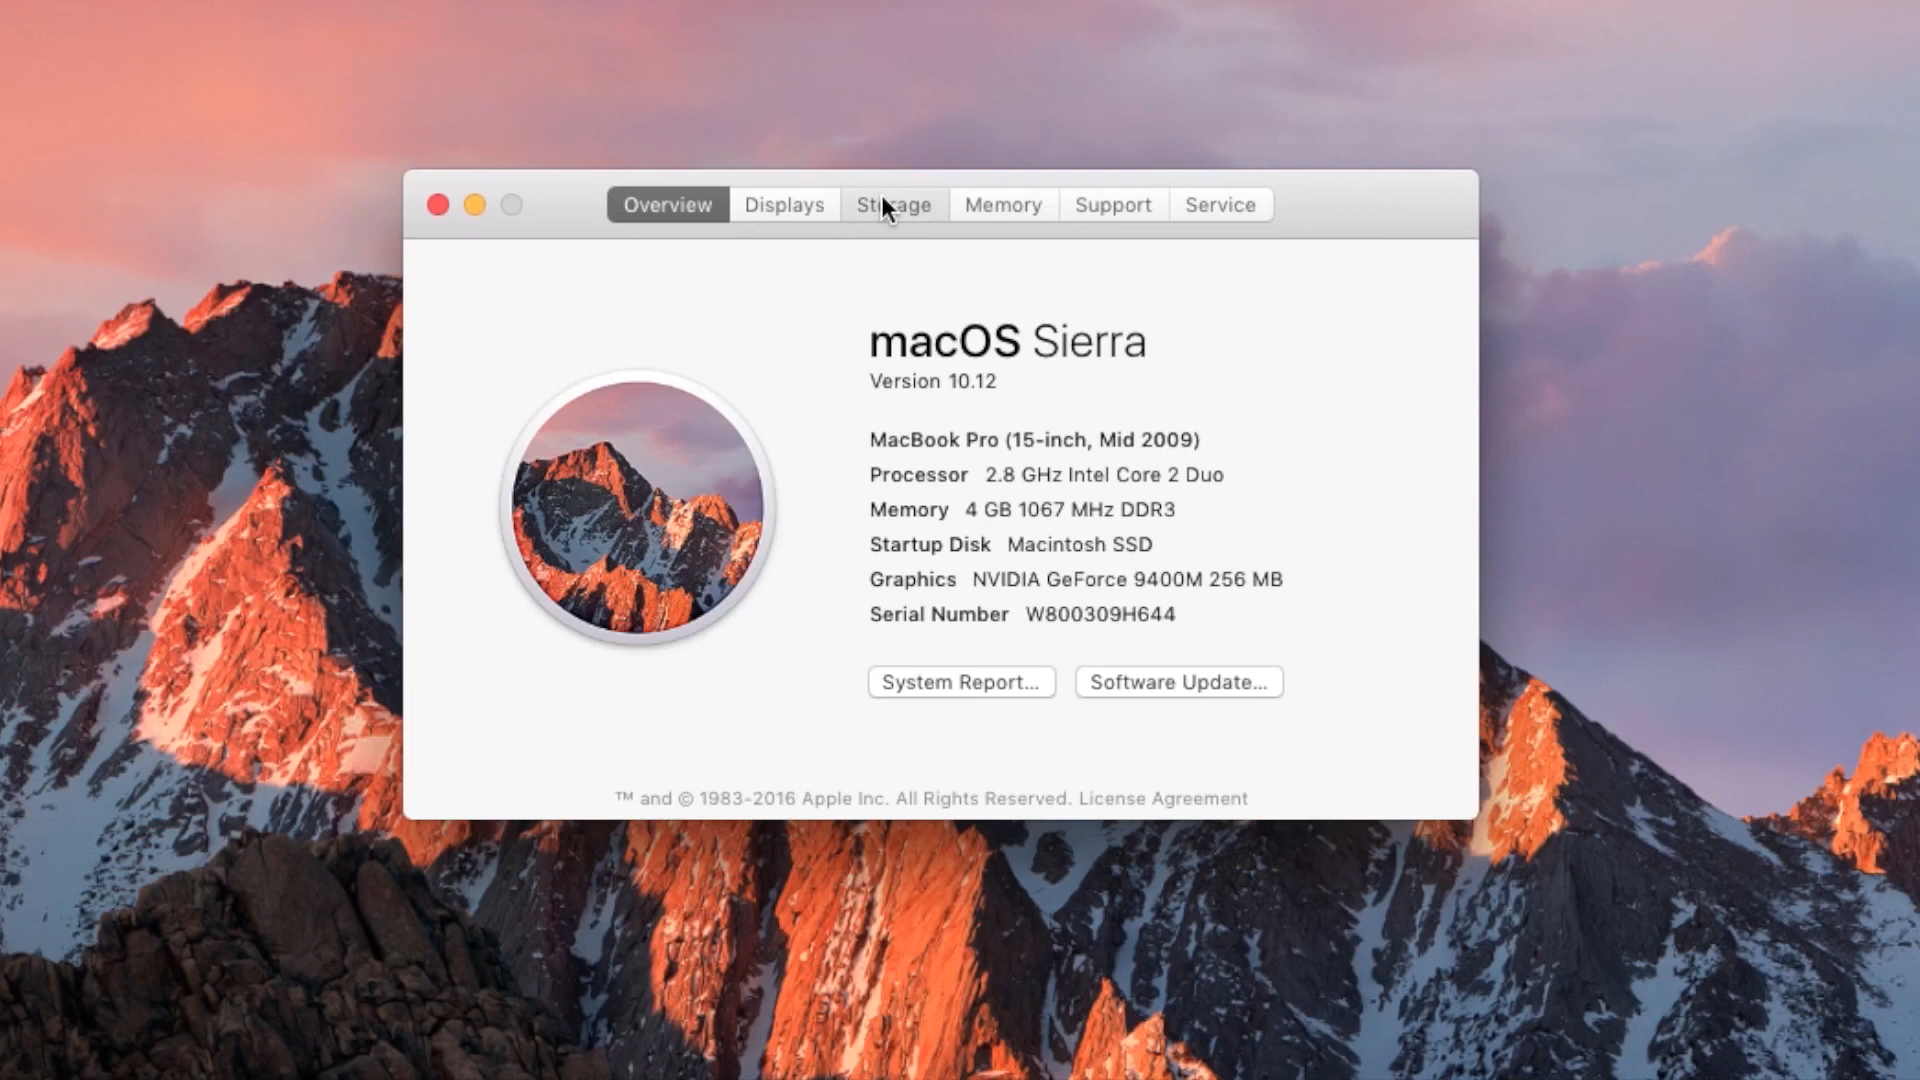 Overview Displays Storage Memory Support Service
macOS Sierra
Version 10.12
MacBook Pro (15-inch, Mid 2009)
Processor 2.8 GHz Intel Core 2 Duo
Memory 4 GB 1067 MHz DDR3
Startup Disk Macintosh SSD
Graphics NVIDIA GeForce 9400M 256 MB
Serial Number W800309H644
System Report... Software Update...
™ and © 1983-2016 Apple Inc. All Rights Reserved. License Agreement